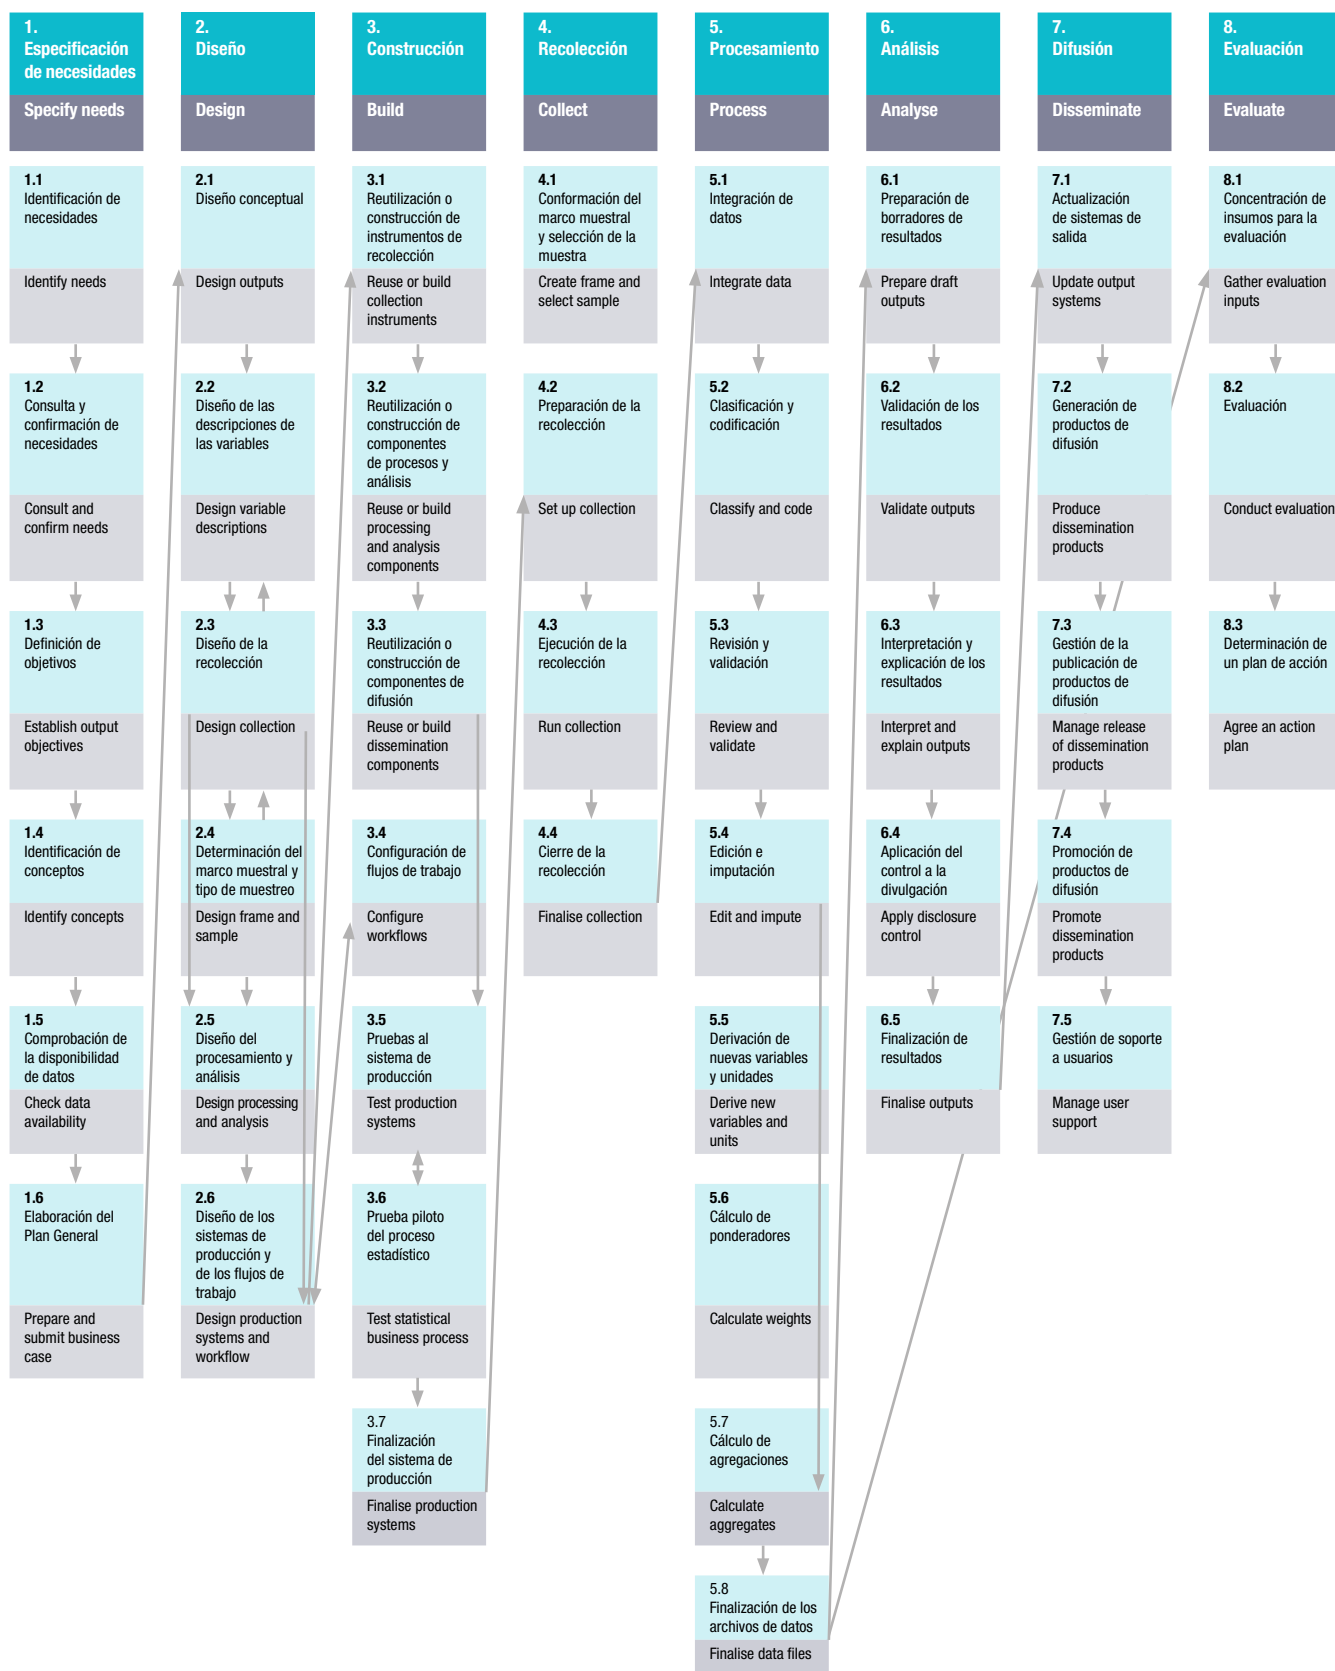 1.
Especificación
de necesidades
Specify needs
1.1
Identificación de
necesidades
Identify needs
1.2
Consulta y
confirmación de
necesidades
Consult and
confirm needs
1.3
Definición de
objetivos
Establish output
objectives
1.4
Identificación de
conceptos
Identify concepts
1.5
Comprobación de
la disponibilidad
de datos
Check data
availability
1.6
Elaboración del
Plan General
Prepare and
submit business
case
2.
Diseño
Design
2.1
Diseño conceptual
Design outputs
2.2
Diseño de las
descripciones de
las variables
Design variable
descriptions
2.3
Diseño de la
recolección
Design collection
2.4
Determinación del
marco muestral y
tipo de muestreo
Design frame and
sample
2.5
Diseño del
procesamiento y
análisis
Design processing
and analysis
2.6
Diseño de los
sistemas de
producción y
de los flujos de
trabajo
Design production
systems and
workflow
3.
Construcción
Build
3.1
Reutilización o
construcción de
instrumentos de
recolección
Reuse or build
collection
instruments
3.2
Reutilización o
construcción de
componentes
de procesos y
análisis
Reuse or build
processing
and analysis
components
3.3
Reutilización o
construcción de
componentes de
difusión
Reuse or build
dissemination
components
3.4
Configuración de
flujos de trabajo
Configure
workflows
3.5
Pruebas al
sistema de
producción
Test production
systems
3.6
Prueba piloto
del proceso
estadístico
Test statistical
business process
3.7
Finalización
del sistema de
producción
Finalise production
systems
4.
Recolección
Collect
4.1
Conformación del
marco muestral
y selección de la
muestra
Create frame and
select sample
4.2
Preparación de la
recolección
Set up collection
4.3
Ejecución de la
recolección
Run collection
4.4
Cierre de la
recolección
Finalise collection
5.
Procesamiento
Process
5.1
Integración de
datos
Integrate data
5.2
Clasificación y
codificación
Classify and code
5.3
Revisión y
validación
Review and
validate
5.4
Edición e
imputación
Edit and impute
5.5
Derivación de
nuevas variables
y unidades
Derive new
variables and
units
5.6
Cálculo de
ponderadores
Calculate weights
5.7
Cálculo de
agregaciones
Calculate
aggregates
5.8
Finalización de los
archivos de datos
Finalise data files
6.
Análisis
Analyse
6.1
Preparación de
borradores de
resultados
Prepare draft
outputs
6.2
Validación de los
resultados
Validate outputs
6.3
Interpretación y
explicación de los
resultados
Interpret and
explain outputs
6.4
Aplicación del
control a la
divulgación
Apply disclosure
control
6.5
Finalización de
resultados
Finalise outputs
7.
Difusión
Disseminate
7.1
Actualización
de sistemas de
salida
Update output
systems
7.2
Generación de
productos de
difusión
Produce
dissemination
products
7.3
Gestión de la
publicación de
productos de
difusión
Manage release
of dissemination
products
7.4
Promoción de
productos de
difusión
Promote
dissemination
products
7.5
Gestión de soporte
a usuarios
Manage user
support
8.
Evaluación
Evaluate
8.1
Concentración de
insumos para la
evaluación
Gather evaluation
inputs
8.2
Evaluación
Conduct evaluation
8.3
Determinación de
un plan de acción
Agree an action
plan